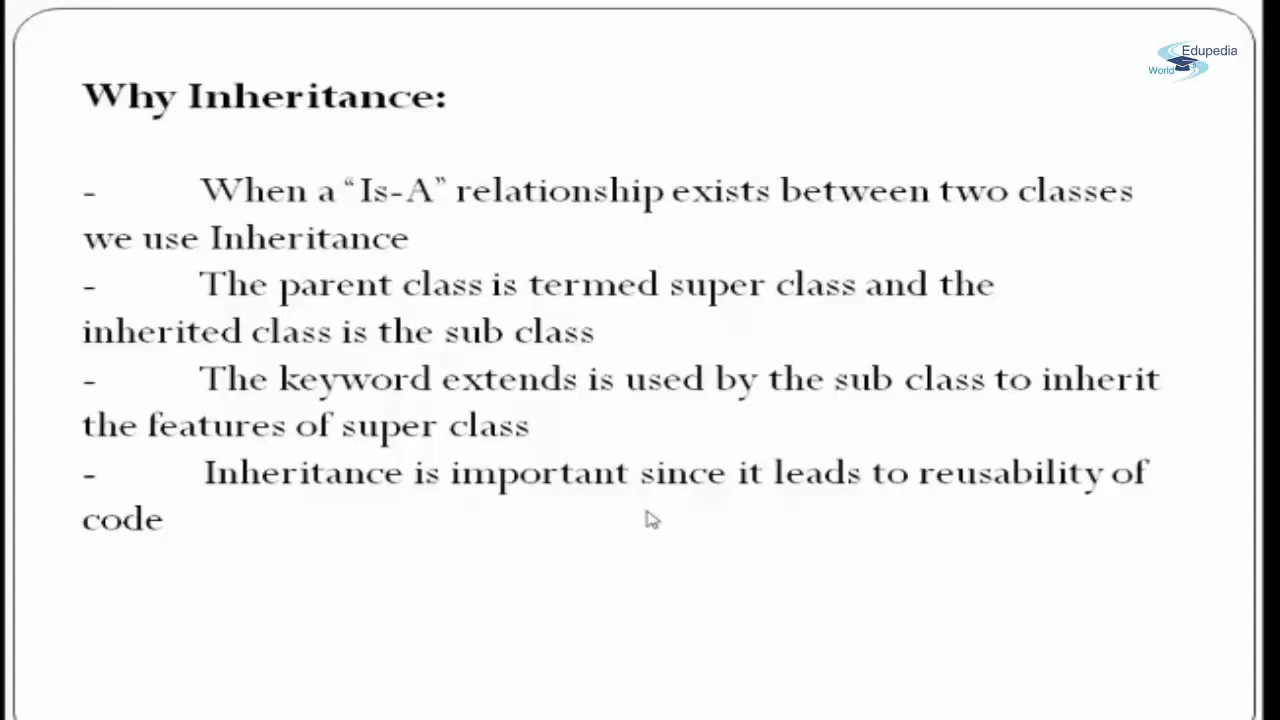 Edupedia
World
Why Inheritance:
- When a “Is-A” relationship exists between two classes
we use Inheritance
- The parent class is termed super class and the
inherited class is the sub class
- The keyword extends is used by the sub class to inherit
the features of super class
- Inheritance is important since it leads to reusability of
code